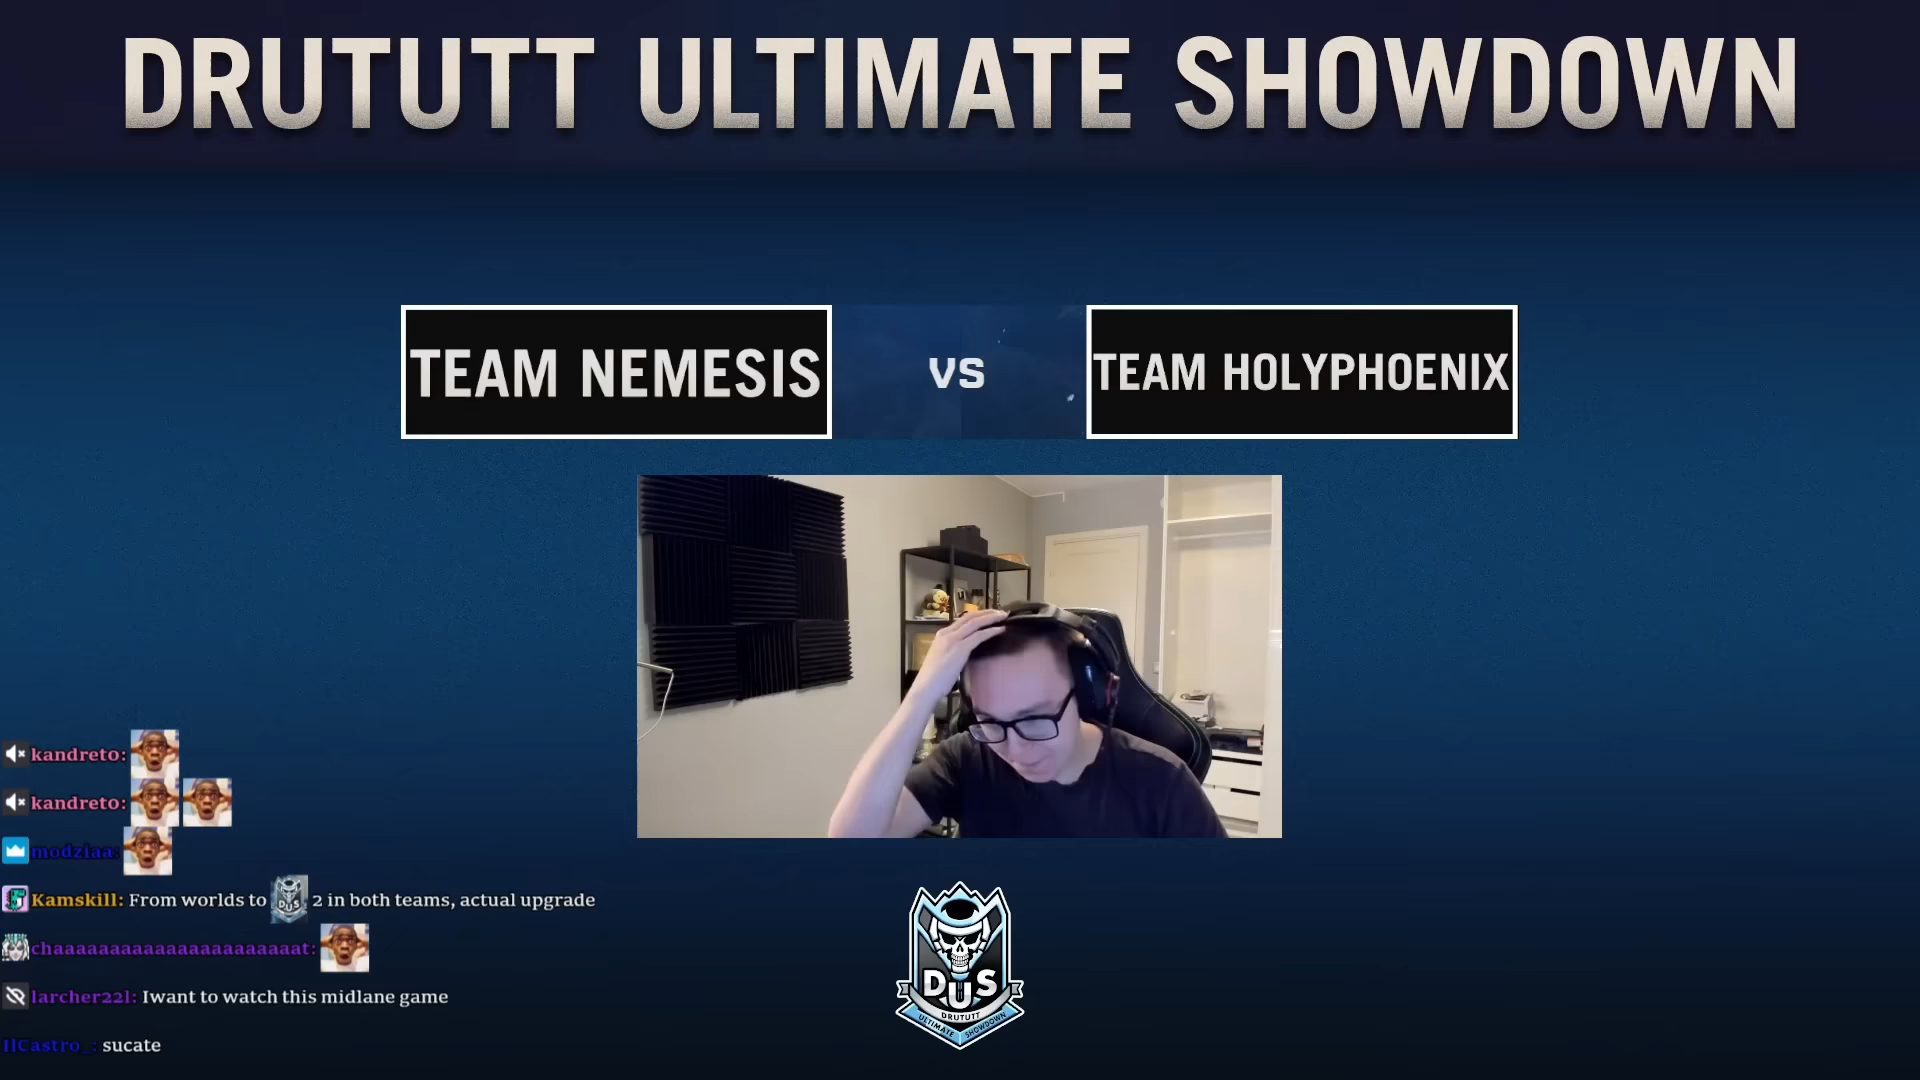 DRUTUTT ULTIMATE SHOWDOWN
TEAM NEMESIS
VS
TEAM HOLYPHOENIX
kandreto:
kandreto:
modziaa:
Kamskill: From worlds to 2 in both teams, actual upgrade
chaaaaaaaaaaaaaaaaaaaaaat:
larcher22l: Iwant to watch this midlane game
IlCastro_: sucate
DUS
DRUTUTT
ULTIMATE SHOWDOWN